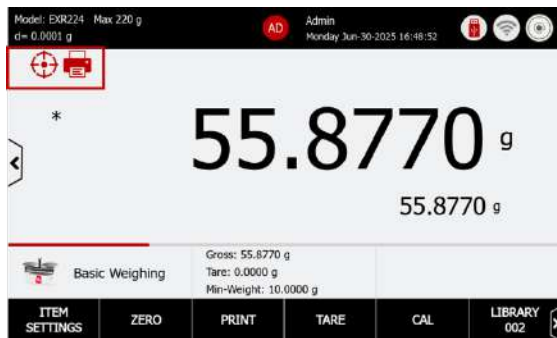 Model: EXR224 Max 220 g
d= 0.0001 g
AD
Admin
Monday Jun-30-2025 16:48:52
*
55.8770 g
55.8770 g
Basic Weighing
Gross: 55.8770 g
Tare: 0.0000 g
Min-Weight: 10.0000 g
ITEM SETTINGS
ZERO
PRINT
TARE
CAL
LIBRARY 002